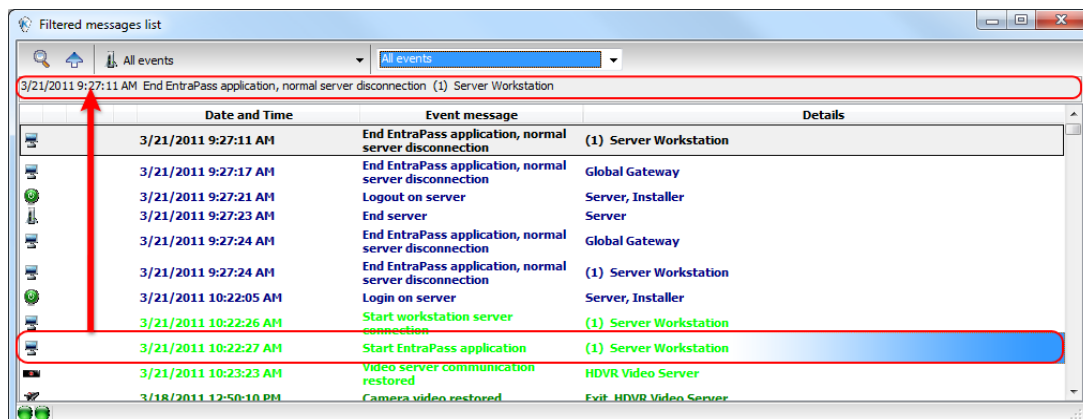 Filtered messages list
All events All events
3/21/2011 9:27:11 AM End EntraPass application, normal server disconnection (1) Server Workstation
Date and Time Event message Details
3/21/2011 9:27:11 AM End EntraPass application, normal server disconnection (1) Server Workstation
3/21/2011 9:27:17 AM End EntraPass application, normal server disconnection Global Gateway
3/21/2011 9:27:21 AM Logout on server Server, Installer
3/21/2011 9:27:23 AM End server Server
3/21/2011 9:27:24 AM End EntraPass application, normal server disconnection Global Gateway
3/21/2011 9:27:24 AM End EntraPass application, normal server disconnection (1) Server Workstation
3/21/2011 10:22:05 AM Login on server Server, Installer
3/21/2011 10:22:26 AM Start workstation server connection (1) Server Workstation
3/21/2011 10:22:27 AM Start EntraPass application (1) Server Workstation
3/21/2011 10:23:23 AM Video server communication restored HDVR Video Server
3/18/2011 12:50:10 PM Camera video restored Exit, HDVR Video Server